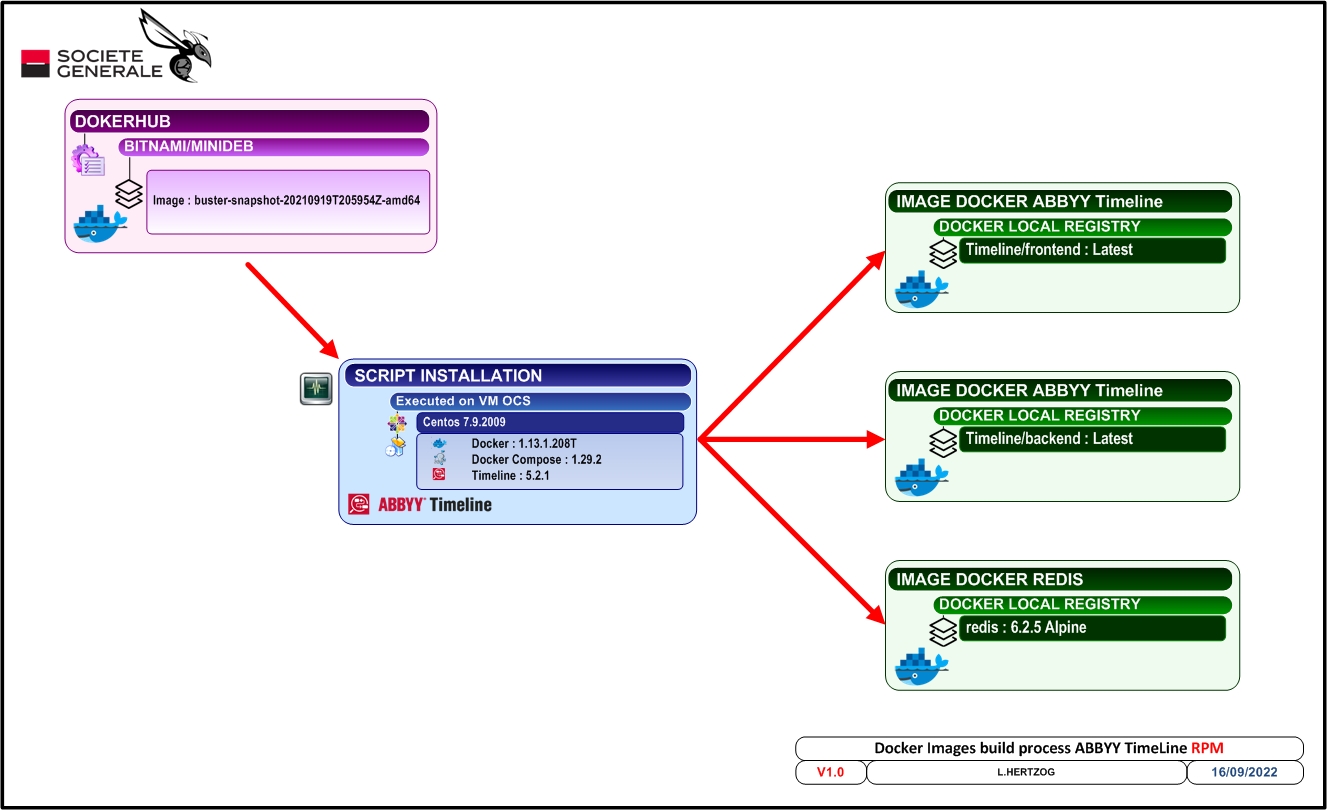 SOCIETE
GENERALE
DOKERHUB
BITNAMI/MINIDEB
Image : buster-snapshot-20210919T205954Z-amd64
SCRIPT INSTALLATION
Executed on VM OCS
Centos 7.9.2009
Docker : 1.13.1.208T
Docker Compose : 1.29.2
Timeline : 5.2.1
ABBYY® Timeline
IMAGE DOCKER ABBYY Timeline
DOCKER LOCAL REGISTRY
Timeline/frontend : Latest
IMAGE DOCKER ABBYY Timeline
DOCKER LOCAL REGISTRY
Timeline/backend : Latest
IMAGE DOCKER REDIS
DOCKER LOCAL REGISTRY
redis : 6.2.5 Alpine
Docker Images build process ABBYY TimeLine RPM
V1.0
L.HERTZOG
16/09/2022